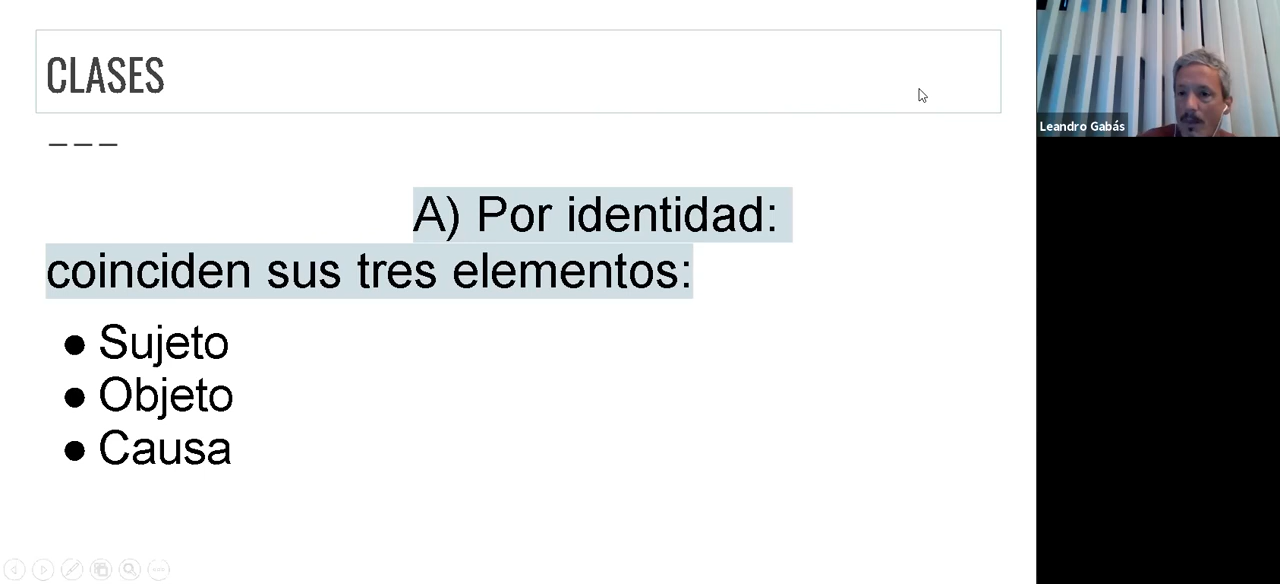 CLASES
A) Por identidad:
coinciden sus tres elementos:
● Sujeto
● Objeto
● Causa
Leandro Gabás